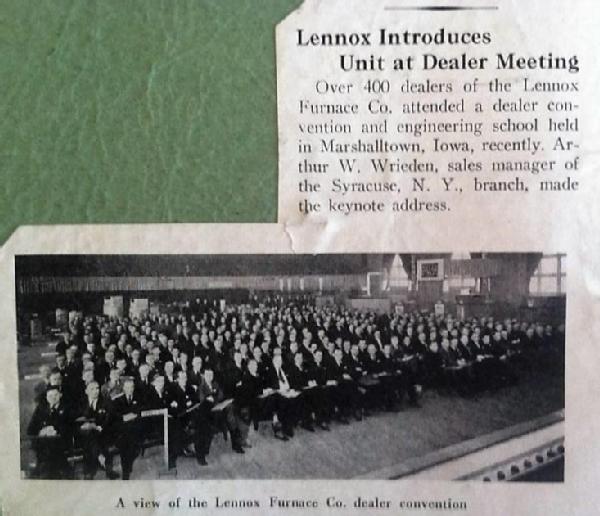 Lennox Introduces
Unit at Dealer Meeting
Over 400 dealers of the Lennox
Furnace Co. attended a dealer con-
vention and engineering school held
in Marshalltown, Iowa, recently. Ar-
thur W. Wrieden, sales manager of
the Syracuse, N. Y., branch, made
the keynote address.
A view of the Lennox Furnace Co. dealer convention